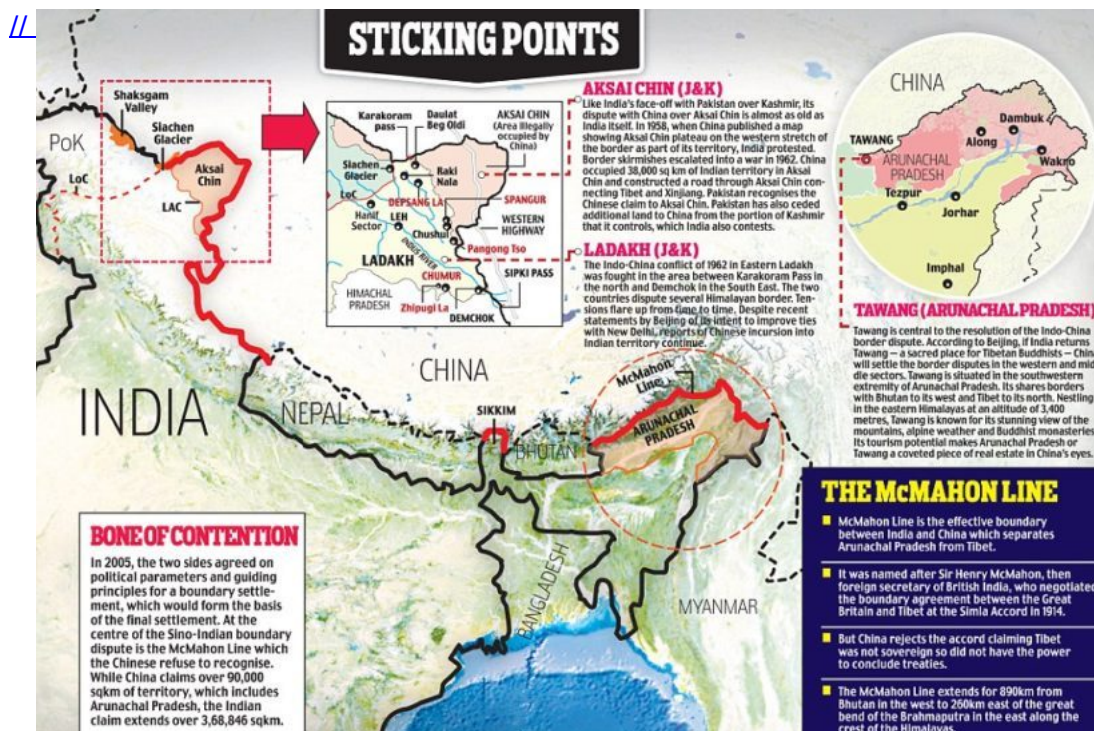 //
STICKING POINTS
Shaksgam
Valley
Siachen
Glacier
PoK
LoC
Aksai
Chin
LAC
Karakoram
pass
Daulat
Beg Oldi
AKSAI CHIN
(Area illegally
occupied by
China)
Siachen
Glacier
Raki
Nala
LoC
DEPSANG LA
SPANGUR
Hanif
Sector
LEH
Chushul
WESTERN
HIGHWAY
INDUS RIVER
Pangong Tso
LADAKH
CHUMUR
SIPKI PASS
HIMACHAL
PRADESH
Zhipugi La
DEMCHOK
AKSAI CHIN (J&K)
Like India's face-off with Pakistan over Kashmir, its
dispute with China over Aksai Chin is almost as old as
India itself. In 1958, when China published a map
showing Aksai Chin plateau on the western stretch of
the border as part of its territory, India protested.
Border skirmishes escalated into a war in 1962. China
occupied 38,000 sq km of Indian territory in Aksai
Chin and constructed a road through Aksai Chin con-
necting Tibet and Xinjiang. Pakistan recognises the
Chinese claim to Aksai Chin. Pakistan has also ceded
additional land to China from the portion of Kashmir
that it controls, which India also contests.
LADAKH (J&K)
The Indo-China conflict of 1962 in Eastern Ladakh
was fought in the area between Karakoram Pass in
the north and Demchok in the South East. The two
countries dispute several Himalayan border. Ten-
sions flare up from time to time. Despite recent
statements by Beijing of its intent to improve ties
with New Delhi, reports of Chinese incursion into
Indian territory continue.
CHINA
Dambuk
TAWANG
Along
ARUNACHAL
PRADESH
Wakro
Tezpur
Jorhar
Imphal
TAWANG (ARUNACHAL PRADESH)
Tawang is central to the resolution of the Indo-China
border dispute. According to Beijing, if India returns
Tawang — a sacred place for Tibetan Buddhists — China
will settle the border disputes in the western and mid
dle sectors. Tawang is situated in the southwestern
extremity of Arunachal Pradesh. Its shares borders
with Bhutan to its west and Tibet to its north. Nestling
in the eastern Himalayas at an altitude of 3,400
metres, Tawang is known for its stunning view of the
mountains, alpine weather and Buddhist monasteries
Its tourism potential makes Arunachal Pradesh or
Tawang a coveted piece of real estate in China's eyes.
CHINA
INDIA
NEPAL
SIKKIM
BHUTAN
McMahon
Line
ARUNACHAL
PRADESH
BANGLADESH
MYANMAR
BONE OF CONTENTION
In 2005, the two sides agreed on
political parameters and guiding
principles for a boundary settle-
ment, which would form the basis
of the final settlement. At the
centre of the Sino-Indian boundary
dispute is the McMahon Line which
the Chinese refuse to recognise.
While China claims over 90,000
sqkm of territory, which includes
Arunachal Pradesh, the Indian
claim extends over 3,68,846 sqkm.
THE McMAHON LINE
McMahon Line is the effective boundary
between India and China which separates
Arunachal Pradesh from Tibet.
It was named after Sir Henry McMahon, then
foreign secretary of British India, who negotiated
the boundary agreement between the Great
Britain and Tibet at the Simla Accord in 1914.
But China rejects the accord claiming Tibet
was not sovereign so did not have the power
to conclude treaties.
The McMahon Line extends for 890km from
Bhutan in the west to 260km east of the great
bend of the Brahmaputra in the east along the
crest of the Himalayas.